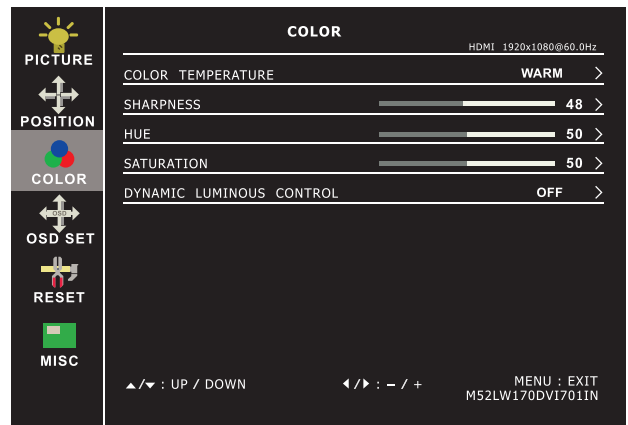 COLOR
HDMI 1920x1080@60.0Hz
PICTURE
POSITION
COLOR
OSD
OSD SET
RESET
MISC
COLOR TEMPERATURE WARM
SHARPNESS 48
HUE 50
SATURATION 50
DYNAMIC LUMINOUS CONTROL OFF
▲/▼ : UP / DOWN ◀/▶ : – / + MENU : EXIT
M52LW170DVI701IN